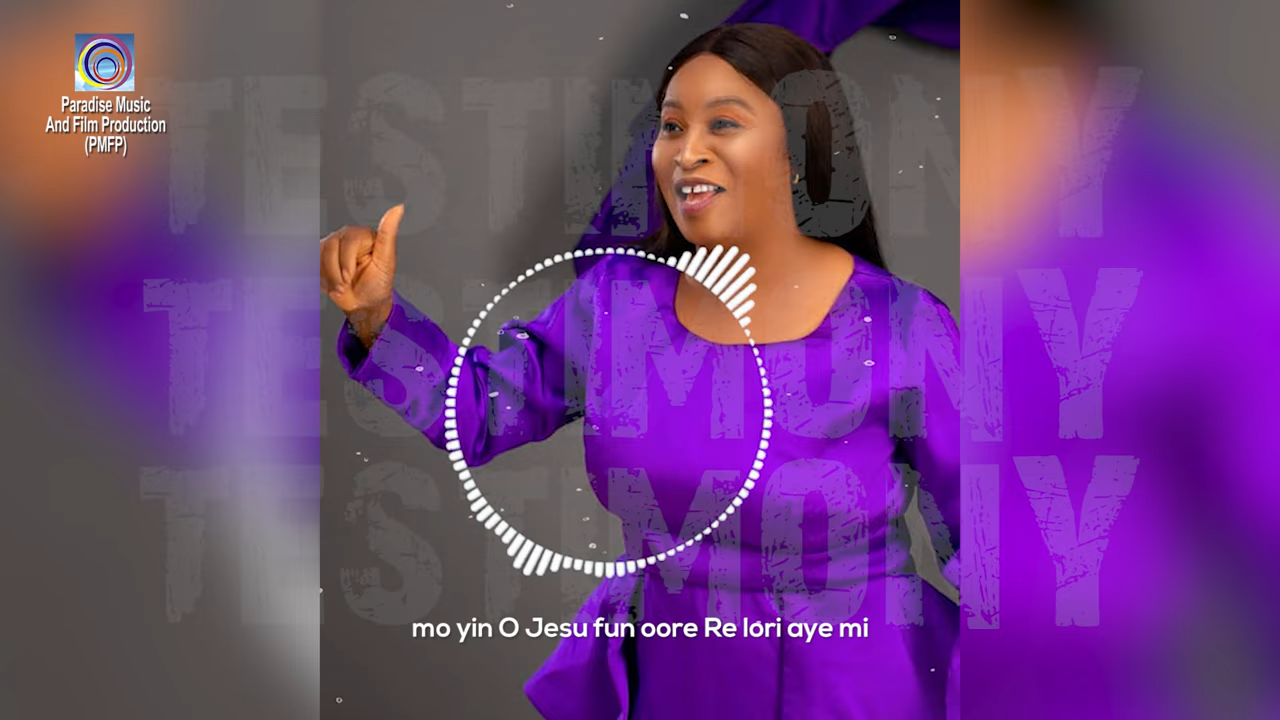 Paradise Music
And Film Production
(PMFP)
TESTIMONY
TESTIMONY
TESTIMONY
mo yin O Jesu fun oore Re lori aye mi